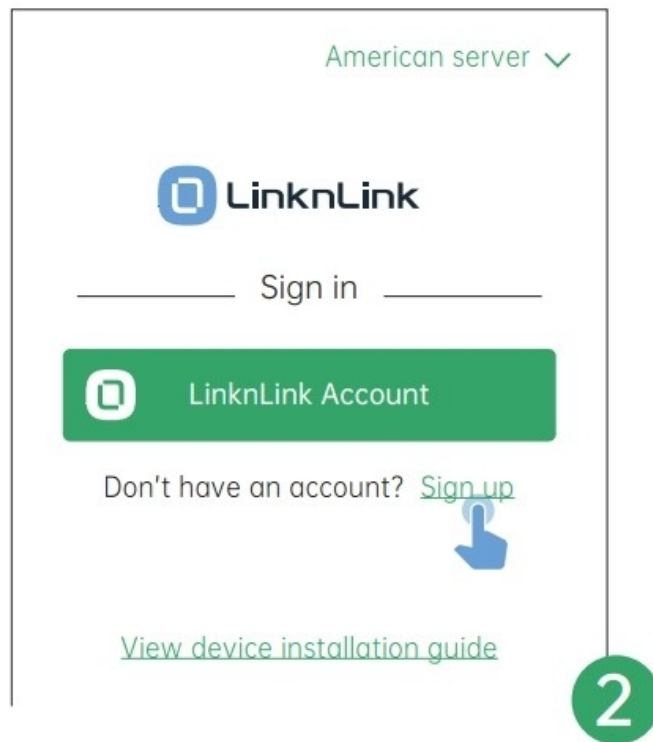 American server
LinknLink
Sign in
LinknLink Account
Don't have an account? Sign up
View device installation guide
2